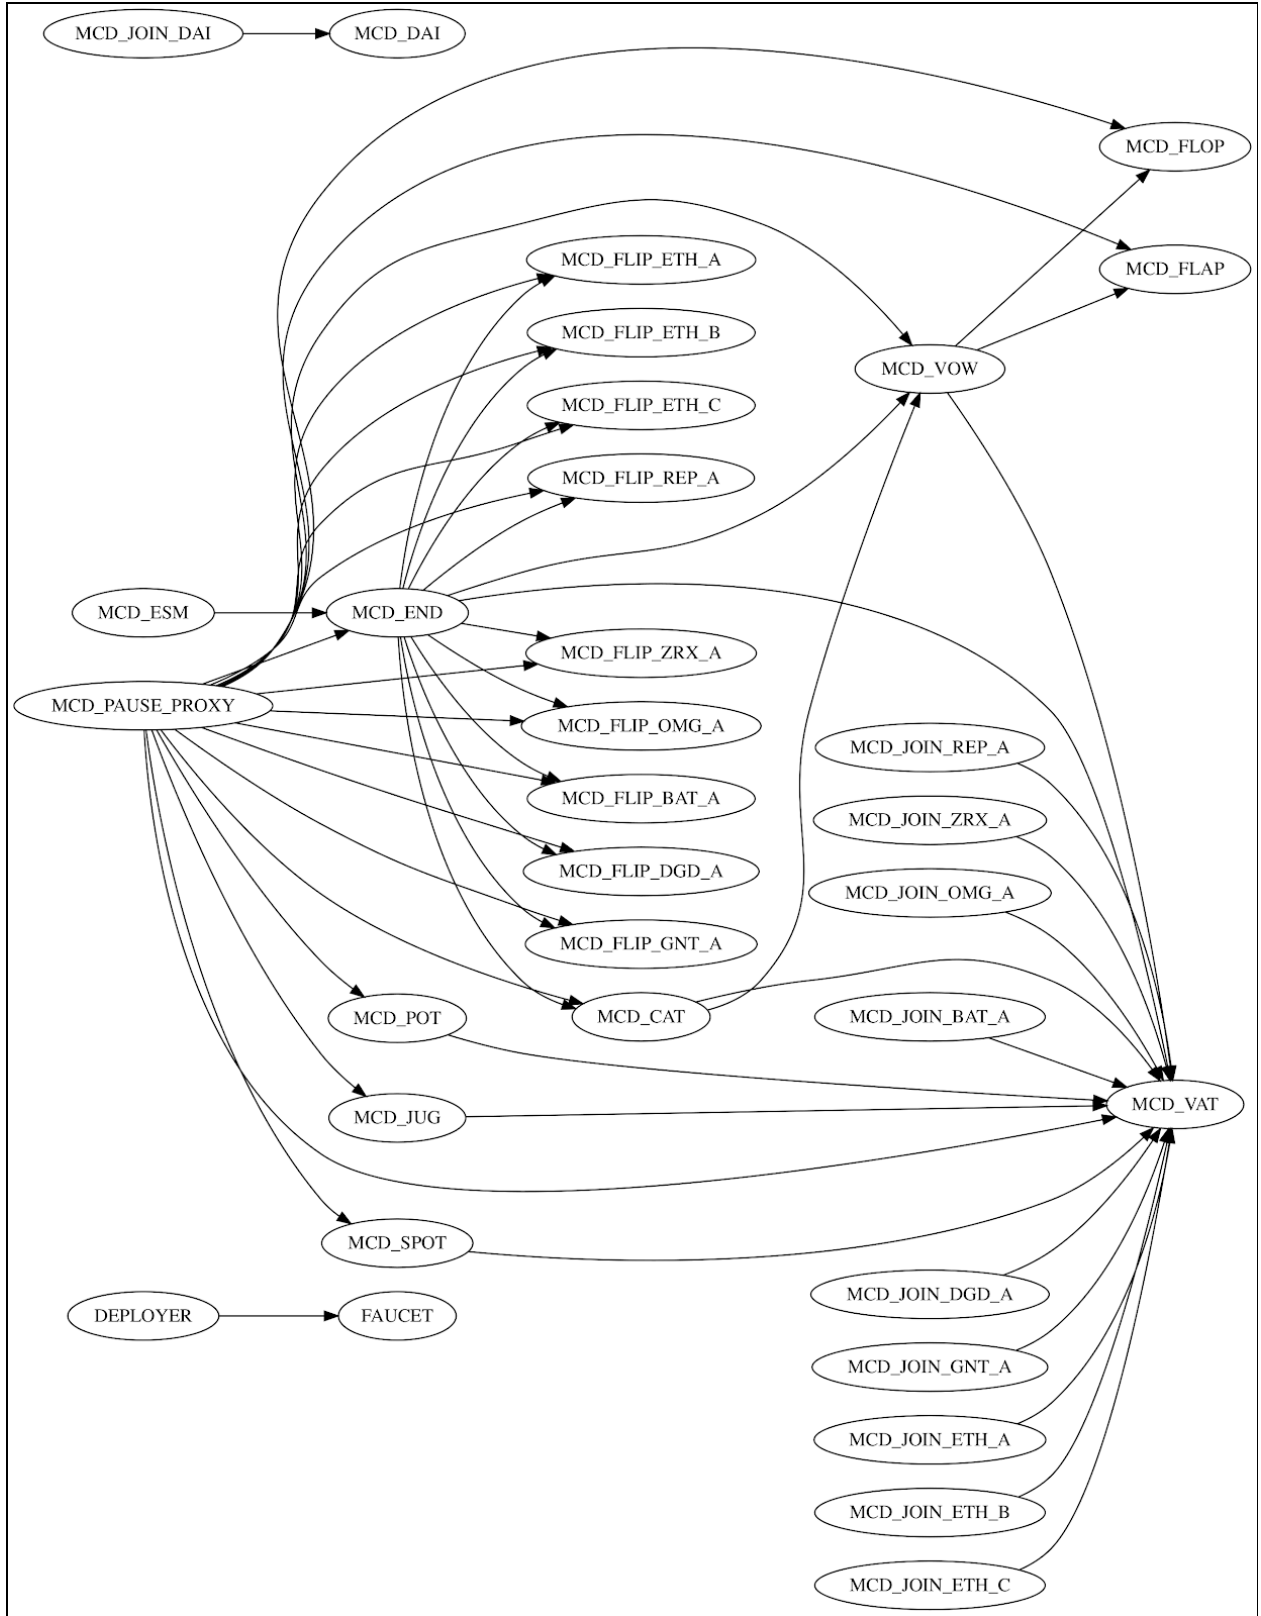 MCD_JOIN_DAI
MCD_DAI
MCD_FLOP
MCD_FLIP_ETH_A
MCD_FLAP
MCD_FLIP_ETH_B
MCD_VOW
MCD_FLIP_ETH_C
MCD_FLIP_REP_A
MCD_ESM
MCD_END
MCD_FLIP_ZRX_A
MCD_PAUSE_PROXY
MCD_FLIP_OMG_A
MCD_JOIN_REP_A
MCD_FLIP_BAT_A
MCD_JOIN_ZRX_A
MCD_FLIP_DGD_A
MCD_JOIN_OMG_A
MCD_FLIP_GNT_A
MCD_POT
MCD_CAT
MCD_JOIN_BAT_A
MCD_JUG
MCD_VAT
MCD_SPOT
MCD_JOIN_DGD_A
DEPLOYER
FAUCET
MCD_JOIN_GNT_A
MCD_JOIN_ETH_A
MCD_JOIN_ETH_B
MCD_JOIN_ETH_C